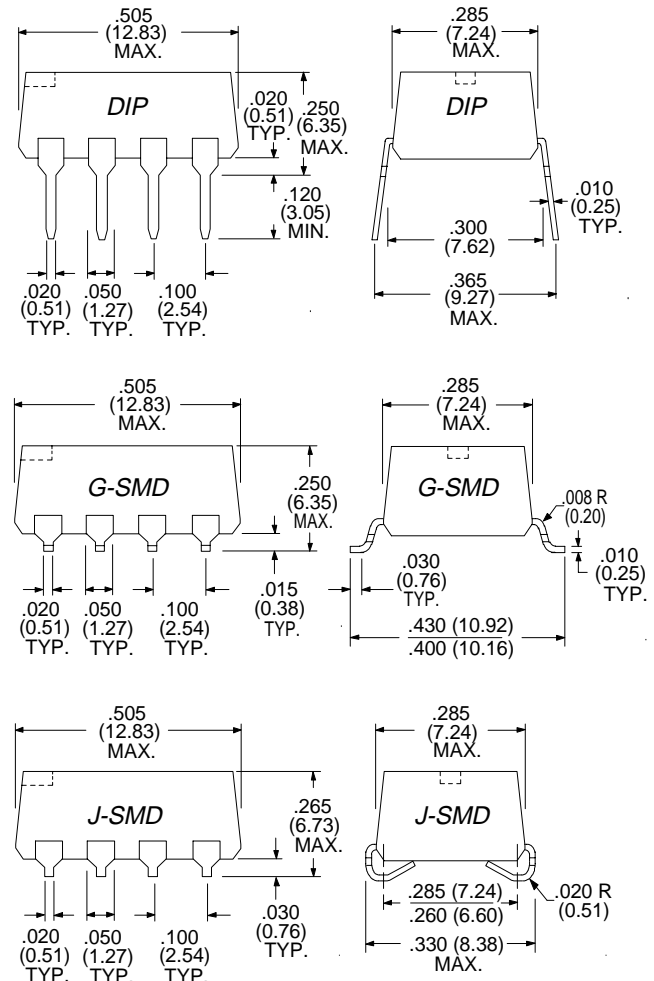 .505
(12.83)
MAX.
DIP
.020
(0.51)
TYP.
.250
(6.35)
MAX.
.120
(3.05)
MIN.
.020
(0.51)
TYP.
.050
(1.27)
TYP.
.100
(2.54)
TYP.
.285
(7.24)
MAX.
DIP
.010
(0.25)
TYP.
.300
(7.62)
.365
(9.27)
MAX.
.505
(12.83)
MAX.
G-SMD
.250
(6.35)
MAX.
.015
(0.38)
TYP.
.020
(0.51)
TYP.
.050
(1.27)
TYP.
.100
(2.54)
TYP.
.285
(7.24)
MAX.
G-SMD
.008 R
(0.20)
.010
(0.25)
TYP.
.030
(0.76)
TYP.
.430 (10.92)
.400 (10.16)
.505
(12.83)
MAX.
J-SMD
.265
(6.73)
MAX.
.030
(0.76)
TYP.
.020
(0.51)
TYP.
.050
(1.27)
TYP.
.100
(2.54)
TYP.
.285
(7.24)
MAX.
J-SMD
.020 R
(0.51)
.285 (7.24)
.260 (6.60)
.330 (8.38)
MAX.